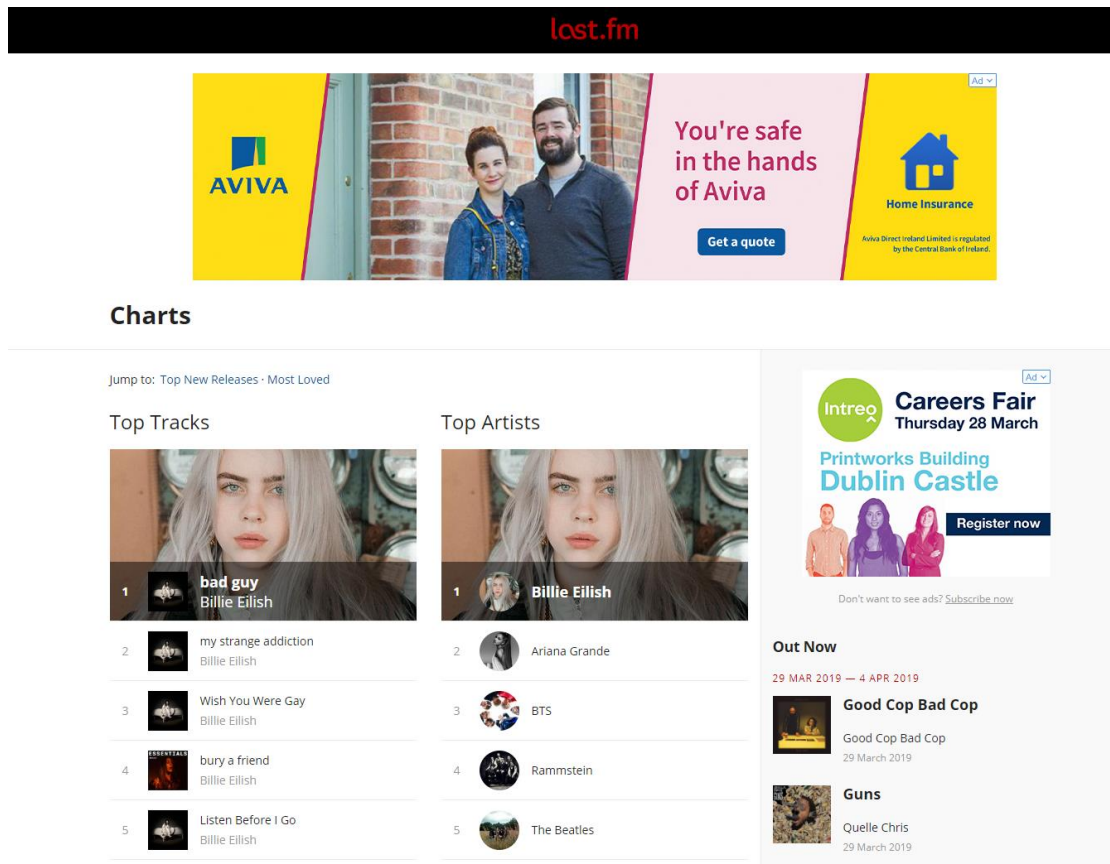 last.fm
Ad
AVIVA
You're safe
in the hands
of Aviva
Get a quote
Home Insurance
Aviva Direct Ireland Limited is regulated
by the Central Bank of Ireland.
Charts
Jump to: Top New Releases · Most Loved
Top Tracks
1
bad guy
Billie Eilish
2
my strange addiction
Billie Eilish
3
Wish You Were Gay
Billie Eilish
4
ESSENTIALS
bury a friend
Billie Eilish
5
Listen Before I Go
Billie Eilish
Top Artists
1
Billie Eilish
2
Ariana Grande
3
BTS
4
Rammstein
5
The Beatles
Ad
Intreo
Careers Fair
Thursday 28 March
Printworks Building
Dublin Castle
Register now
Don't want to see ads? Subscribe now
Out Now
29 MAR 2019 — 4 APR 2019
Good Cop Bad Cop
Good Cop Bad Cop
29 March 2019
Guns
Quelle Chris
29 March 2019